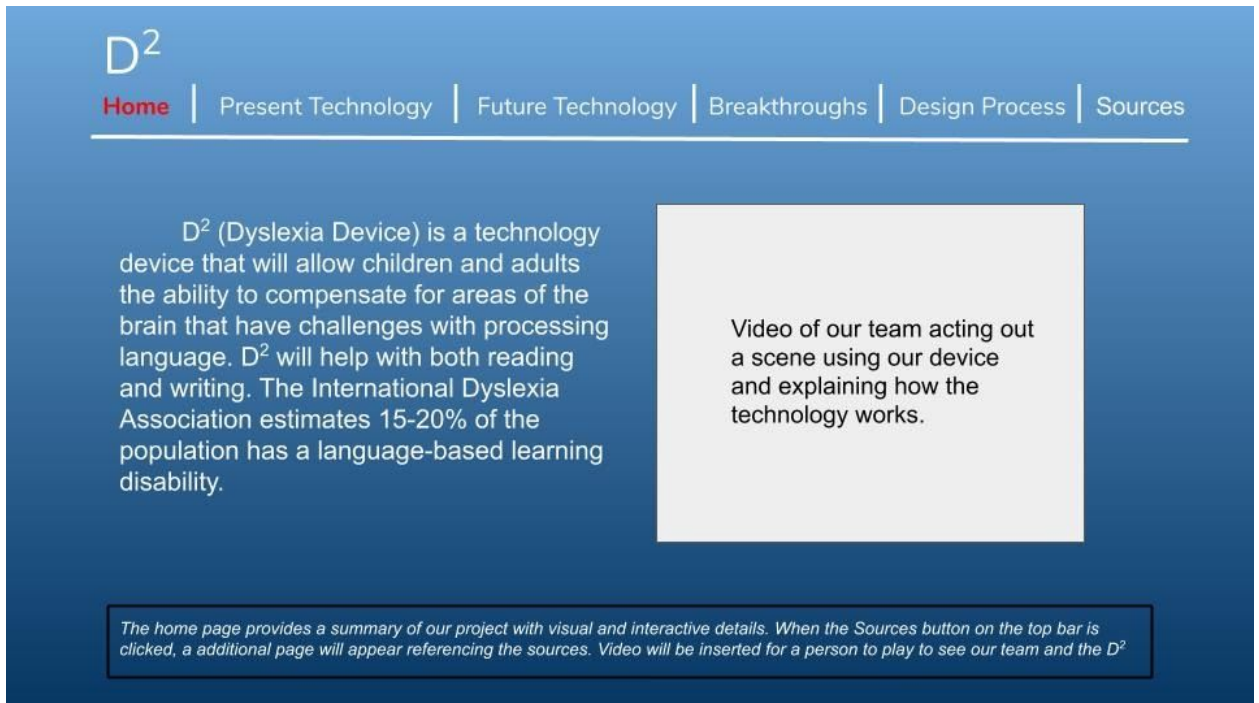 D²
Home | Present Technology | Future Technology | Breakthroughs | Design Process | Sources
D² (Dyslexia Device) is a technology
device that will allow children and adults
the ability to compensate for areas of the
brain that have challenges with processing
language. D² will help with both reading
and writing. The International Dyslexia
Association estimates 15-20% of the
population has a language-based learning
disability.
Video of our team acting out
a scene using our device
and explaining how the
technology works.
The home page provides a summary of our project with visual and interactive details. When the Sources button on the top bar is
clicked, a additional page will appear referencing the sources. Video will be inserted for a person to play to see our team and the D²